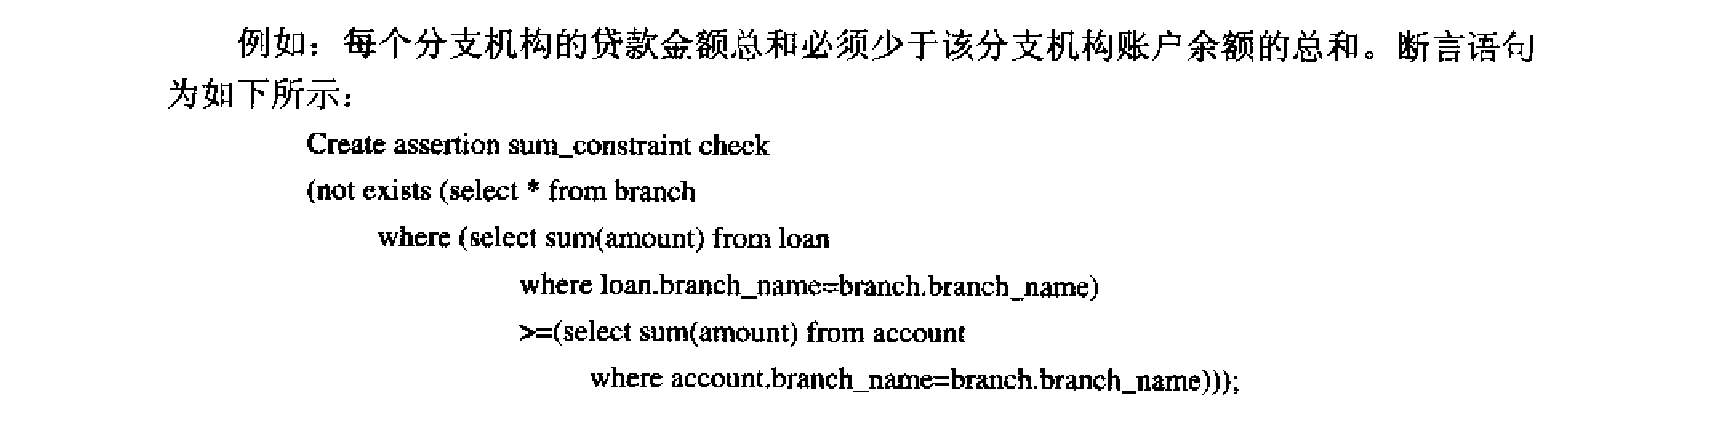 例如：每个分支机构的贷款金额总和必须少于该分支机构账户余额的总和。断言语句
为如下所示：
Create assertion sum_constraint check
(not exists (select * from branch
where (select sum(amount) from loan
where loan.branch_name=branch.branch_name)
>=(select sum(amount) from account
where account.branch_name=branch.branch_name)));